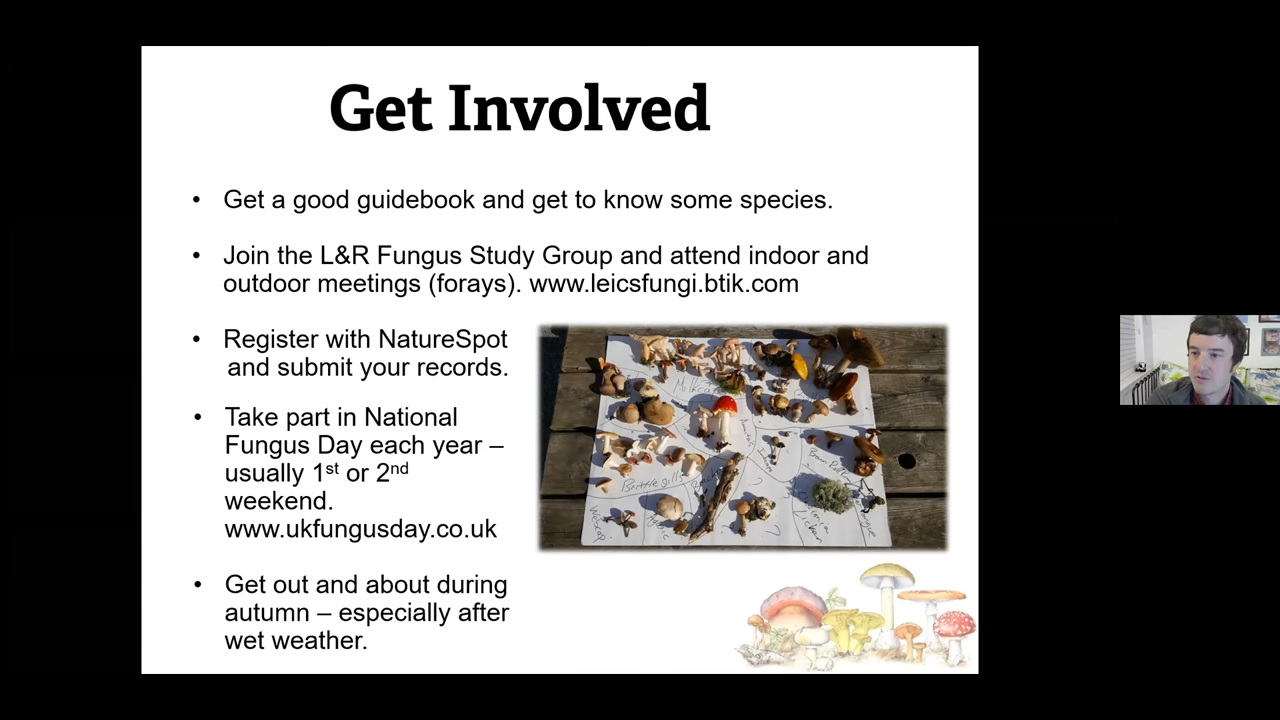 Get Involved
• Get a good guidebook and get to know some species.
• Join the L&R Fungus Study Group and attend indoor and
outdoor meetings (forays). www.leicsfungi.btik.com
• Register with NatureSpot
and submit your records.
• Take part in National
Fungus Day each year –
usually 1st or 2nd
weekend.
www.ukfungusday.co.uk
• Get out and about during
autumn – especially after
wet weather.
Brittlegills
?
?
Lichen